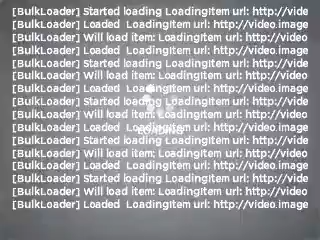 [BulkLoader] Started loading LoadingItem url: http://vide
[BulkLoader] Loaded  LoadingItem url: http://video.image
[BulkLoader] Will load item: LoadingItem url: http://video
[BulkLoader] Loaded  LoadingItem url: http://video.image
[BulkLoader] Started loading LoadingItem url: http://vide
[BulkLoader] Will load item: LoadingItem url: http://video
[BulkLoader] Loaded  LoadingItem url: http://video.image
[BulkLoader] Started loading LoadingItem url: http://vide
[BulkLoader] Will load item: LoadingItem url: http://video
[BulkLoader] Loaded  LoadingItem url: http://video.image
LOADING
[BulkLoader] Started loading LoadingItem url: http://vide
[BulkLoader] Will load item: LoadingItem url: http://video
[BulkLoader] Loaded  LoadingItem url: http://video.image
[BulkLoader] Started loading LoadingItem url: http://vide
[BulkLoader] Will load item: LoadingItem url: http://video
[BulkLoader] Loaded  LoadingItem url: http://video.image